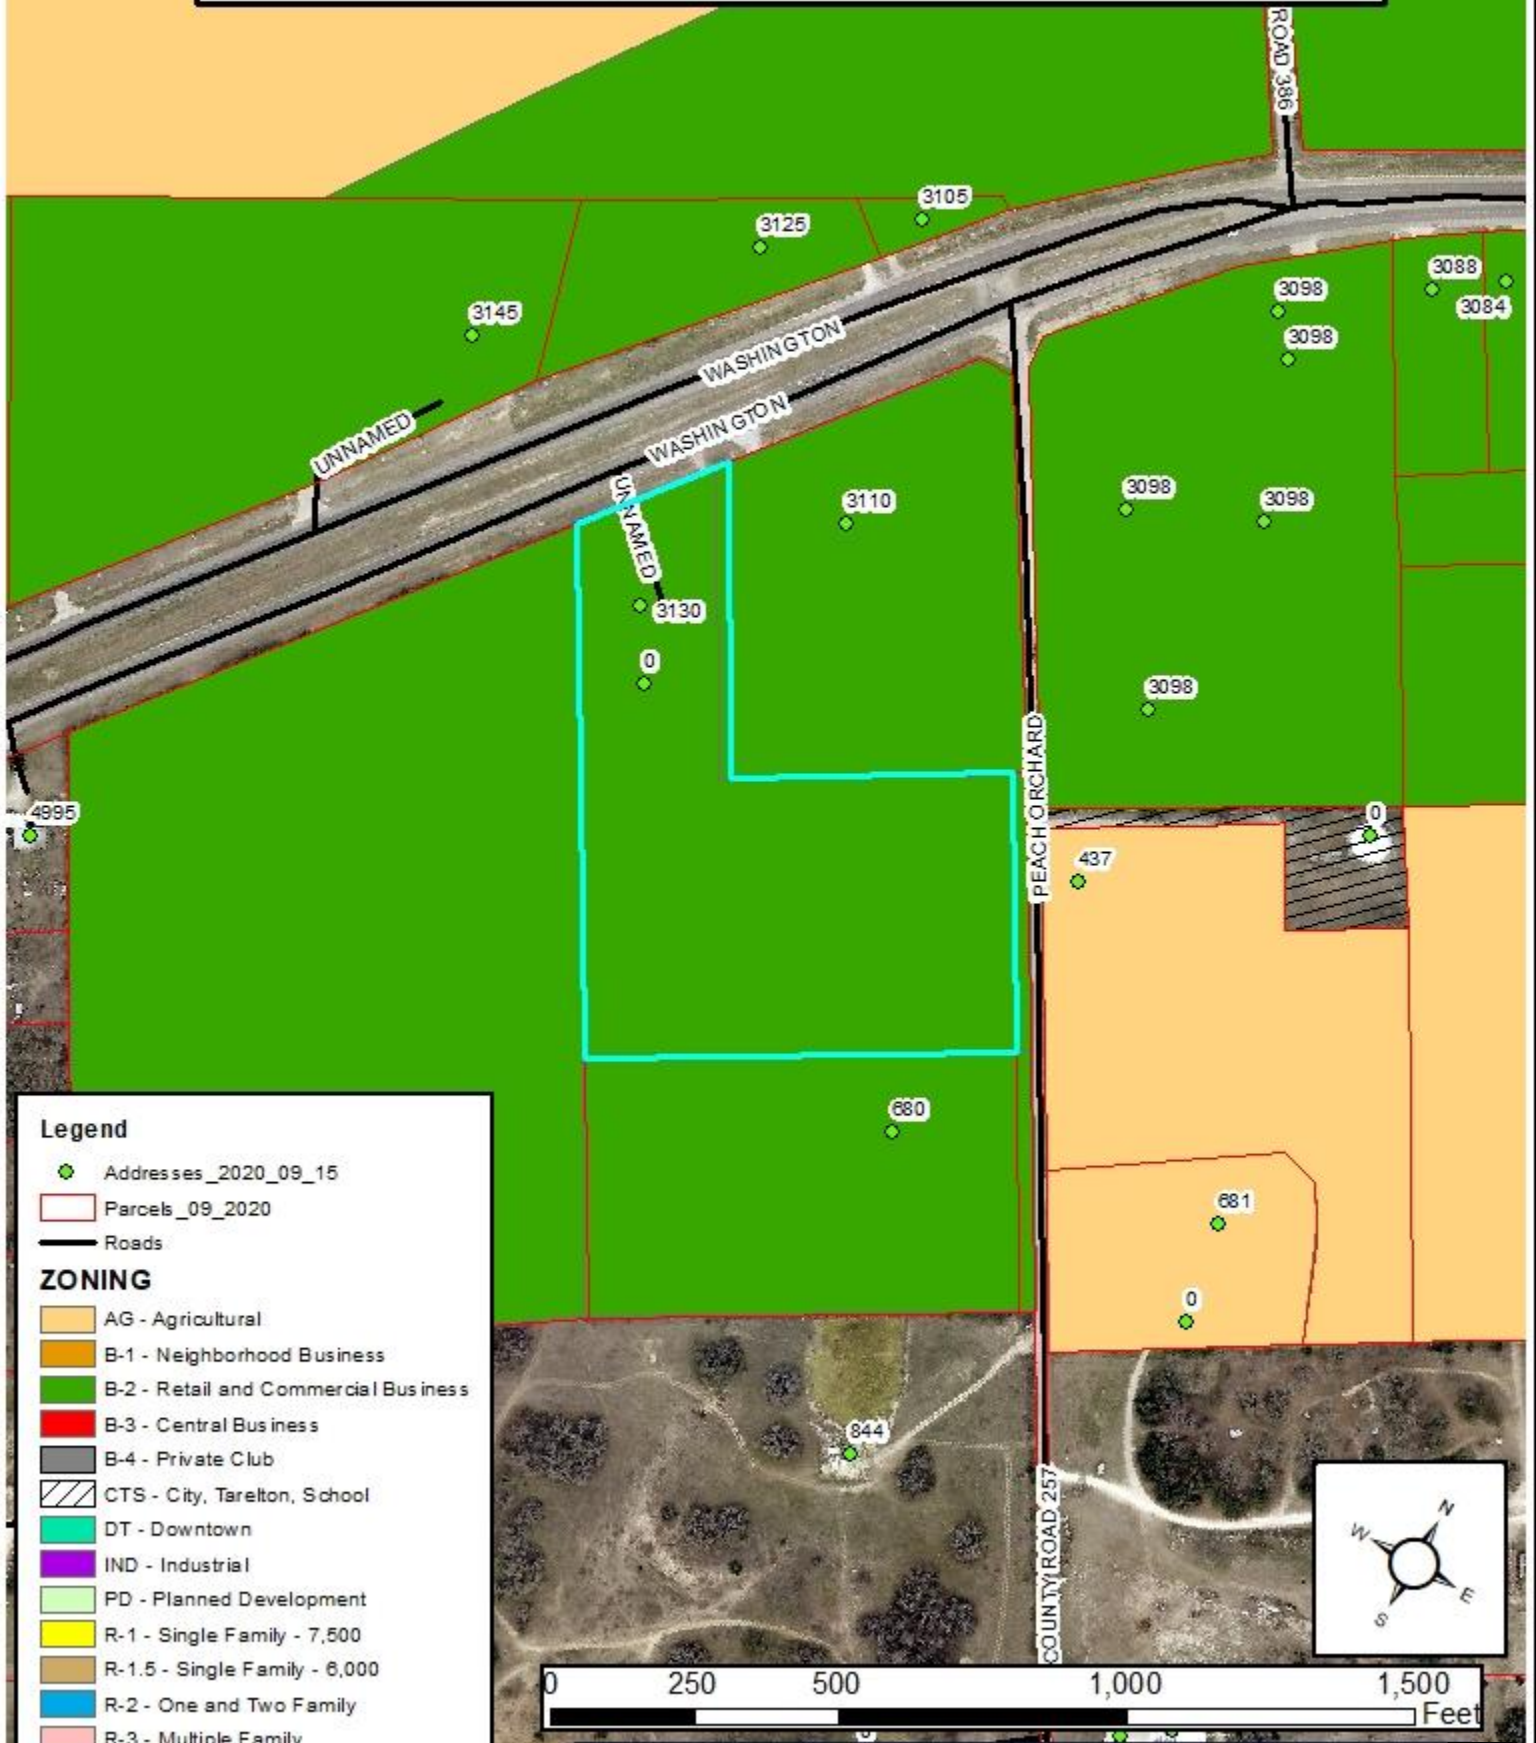 ROAD 386
3105
3125
3088
3098
3084
3145
3098
WASHINGTON
WASHINGTON
UNNAMED
UNNAMED
3110
3098
3098
3130
0
3098
PEACH ORCHARD
4995
0
437
680
681
0
844
COUNTY ROAD 257
Legend
Addresses_2020_09_15
Parcels_09_2020
Roads
ZONING
AG - Agricultural
B-1 - Neighborhood Business
B-2 - Retail and Commercial Business
B-3 - Central Business
B-4 - Private Club
CTS - City, Tarelton, School
DT - Downtown
IND - Industrial
PD - Planned Development
R-1 - Single Family - 7,500
R-1.5 - Single Family - 6,000
R-2 - One and Two Family
R-3 - Multiple Family
N
W
E
S
0 250 500 1,000 1,500
Feet